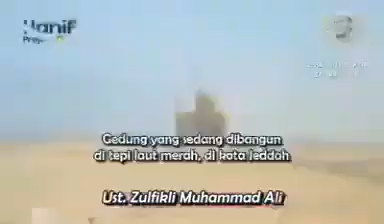 Hanif
Gedung yang sedang dibangun
di tepi laut merah, di kota Jeddah
Ust. Zulfikli Muhammad Ali